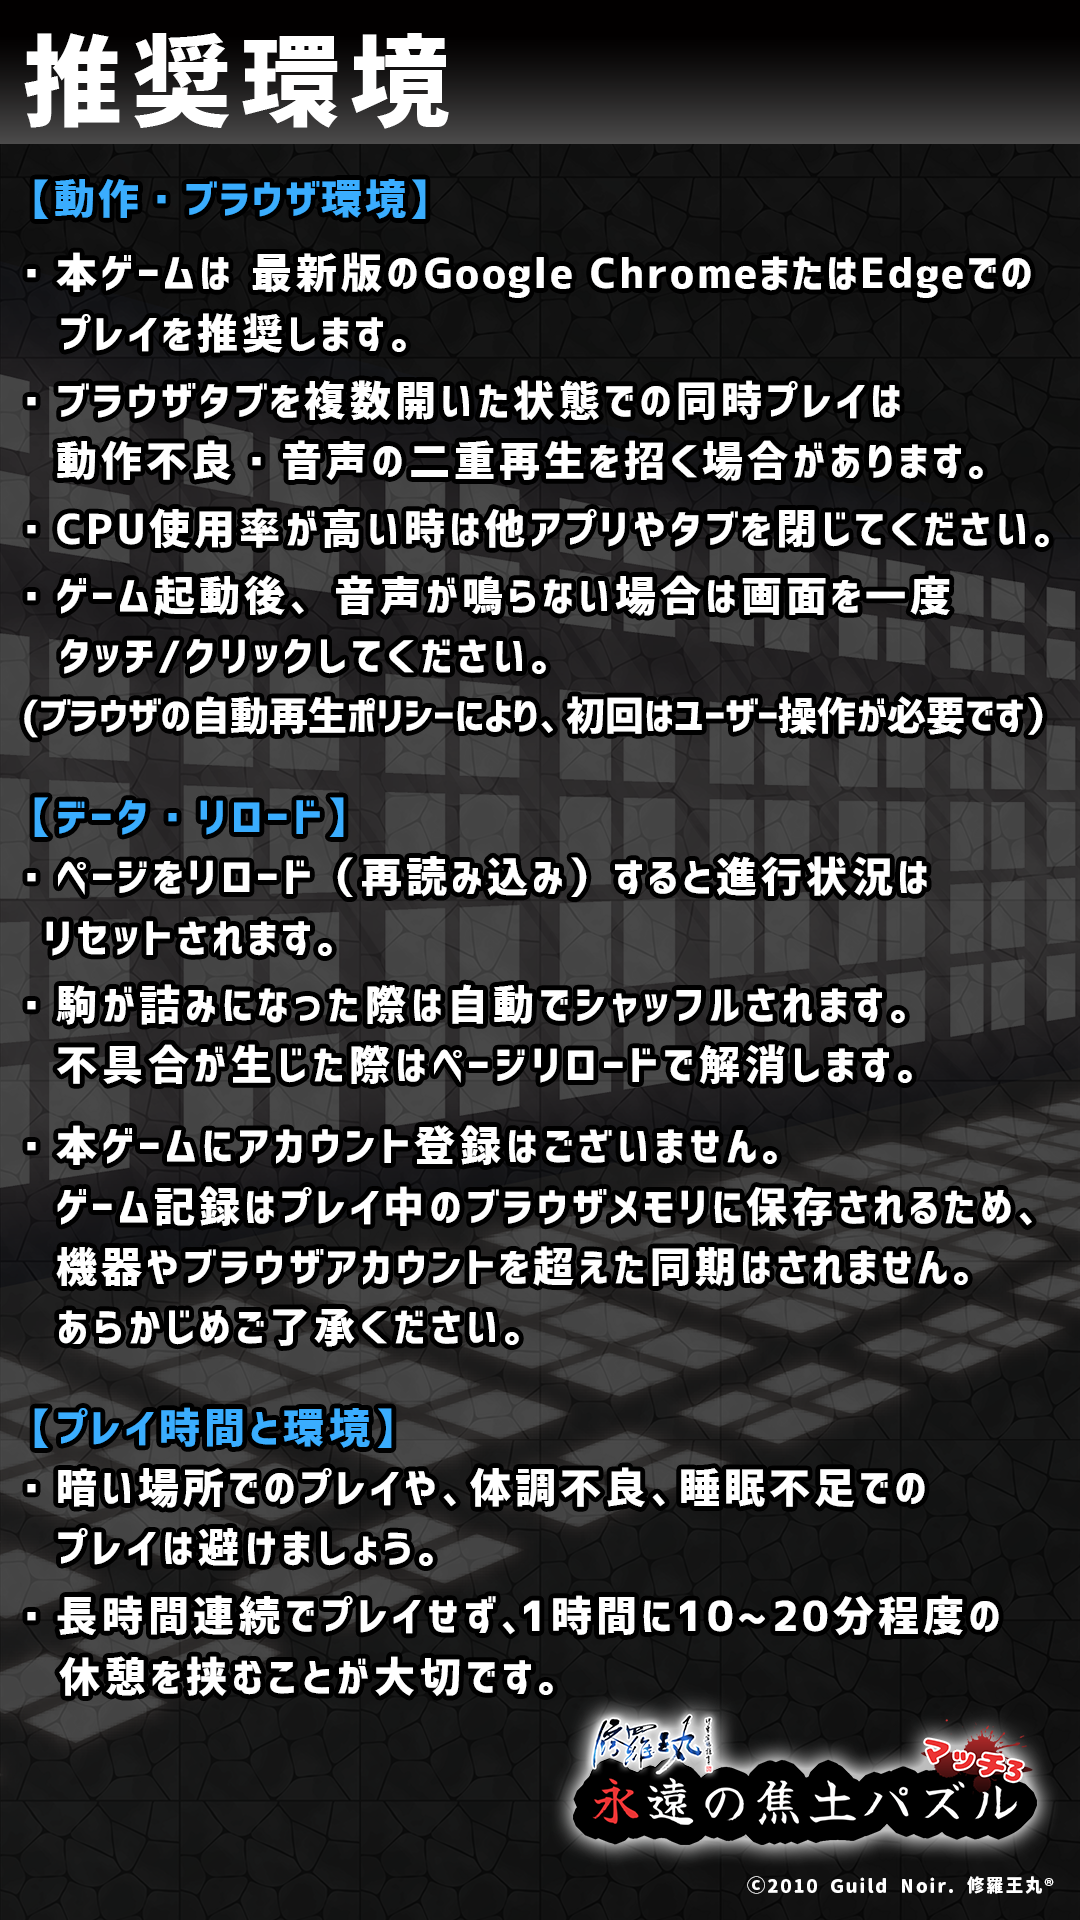 推奨環境
【動作・ブラウザ環境】
・本ゲームは 最新版のGoogle ChromeまたはEdgeでの
プレイを推奨します。
・ブラウザタブを複数開いた状態での同時プレイは
動作不良・音声の二重再生を招く場合があります。
・CPU使用率が高い時は他アプリやタブを閉じてください。
・ゲーム起動後、音声が鳴らない場合は画面を一度
タッチ/クリックしてください。
(ブラウザの自動再生ポリシーにより、初回はユーザー操作が必要です）
【データ・リロード】
・ページをリロード（再読み込み）すると進行状況は
リセットされます。
・駒が詰みになった際は自動でシャッフルされます。
不具合が生じた際はページリロードで解消します。
・本ゲームにアカウント登録はございません。
ゲーム記録はプレイ中のブラウザメモリに保存されるため、
機器やブラウザアカウントを超えた同期はされません。
あらかじめご了承ください。
【プレイ時間と環境】
・暗い場所でのプレイや、体調不良、睡眠不足での
プレイは避けましょう。
・長時間連続でプレイせず、1時間に10~20分程度の
休憩を挟むことが大切です。
修羅王丸
マッチ3
永遠の焦土パズル
©2010 Guild Noir. 修羅王丸®